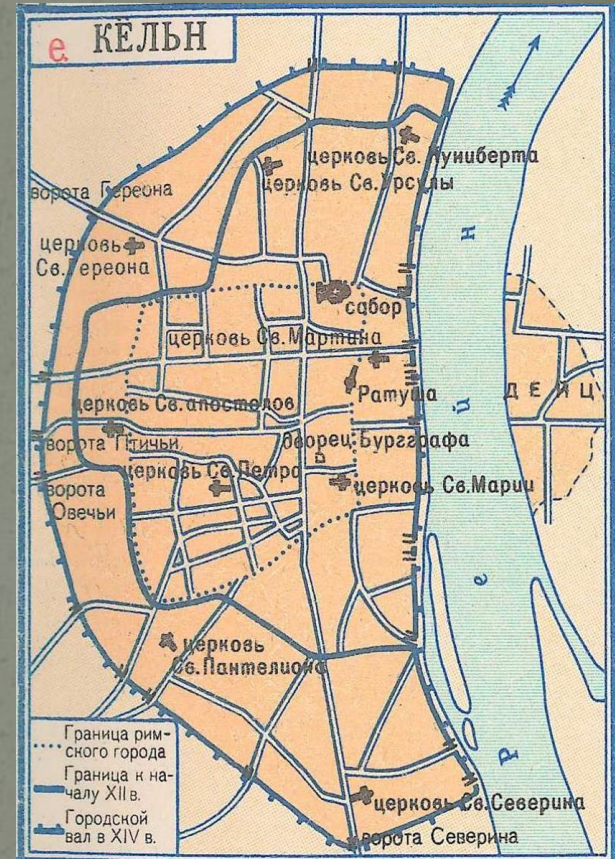 е. КЁЛЬН
церковь Св. Куниберта
церковь Св. Урсулы
ворота Гереона
церковь
Св. Гереона
собор
церковь Св. Мартина
Ратуша
ДЕЙЦ
церковь Св. апостолов
ворота Птичьи
дворец Бургграфа
церковь Св. Петра
ворота
Овечьи
церковь Св. Марии
Рейн
церковь
Св. Пантелиона
Граница рим-
ского города
Граница к на-
чалу XII в.
Городской
вал в XIV в.
церковь Св. Северина
ворота Северина